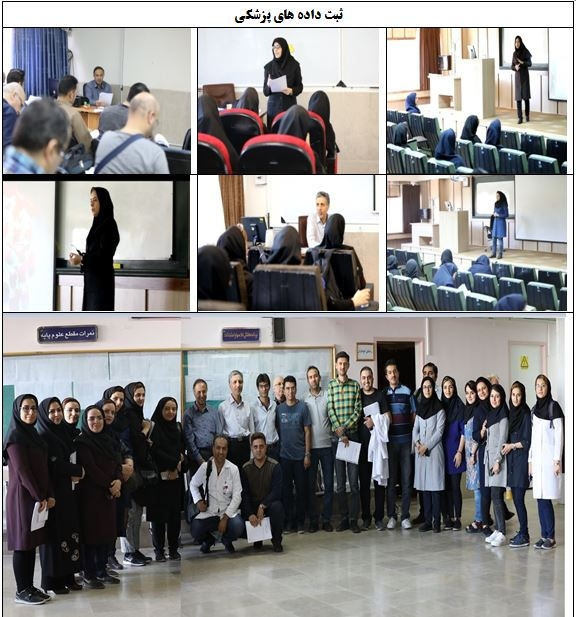 ثبت داده های پزشکی
نمرات مقطع علوم پایه